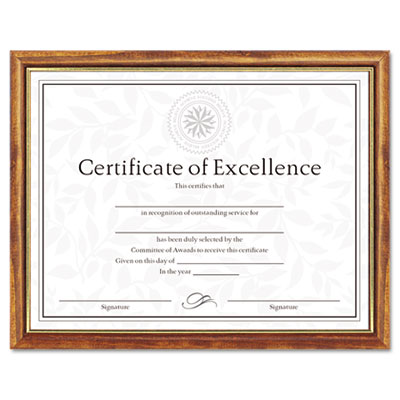 Certificate of Excellence
This certifies that
in recognition of outstanding service for
has been duly selected by the
Committee of Awards to receive this certificate
Given on this day of
In the year
Signature Signature